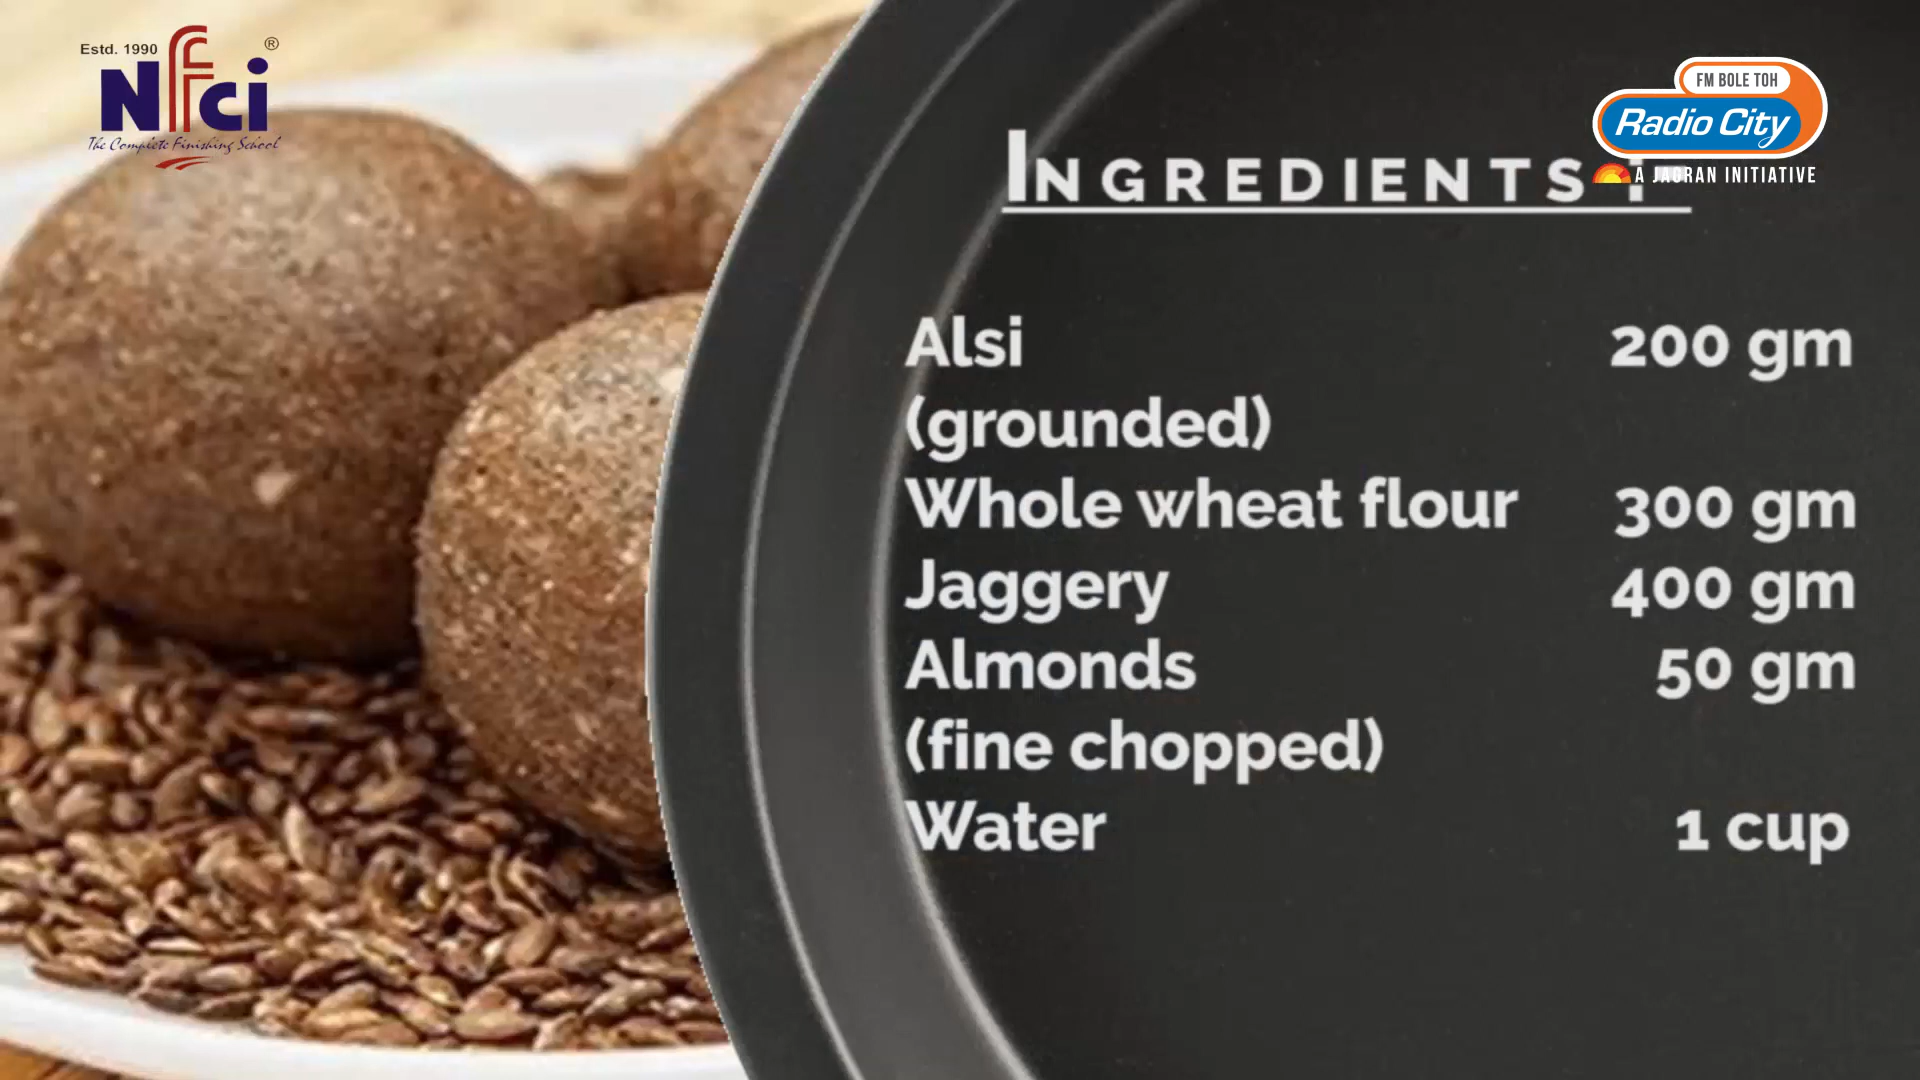 Estd. 1990
Nfci ®
The Complete Finishing School
FM BOLE TOH
Radio City
A JAGRAN INITIATIVE
INGREDIENTS :
Alsi 200 gm
(grounded)
Whole wheat flour 300 gm
Jaggery 400 gm
Almonds 50 gm
(fine chopped)
Water 1 cup